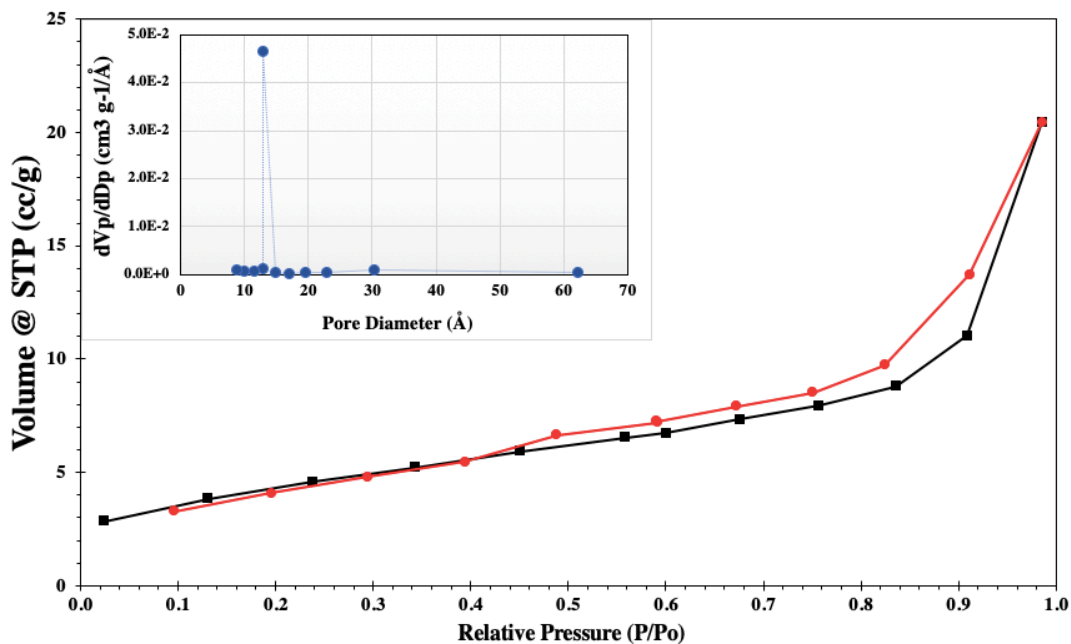 25
20
15
10
5
0
Volume @ STP (cc/g)
0.0 0.1 0.2 0.3 0.4 0.5 0.6 0.7 0.8 0.9 1.0
Relative Pressure (P/Po)
5.0E-2
4.0E-2
3.0E-2
2.0E-2
1.0E-2
0.0E+0
dVp/dDp (cm3 g-1/Å)
0 10 20 30 40 50 60 70
Pore Diameter (Å)